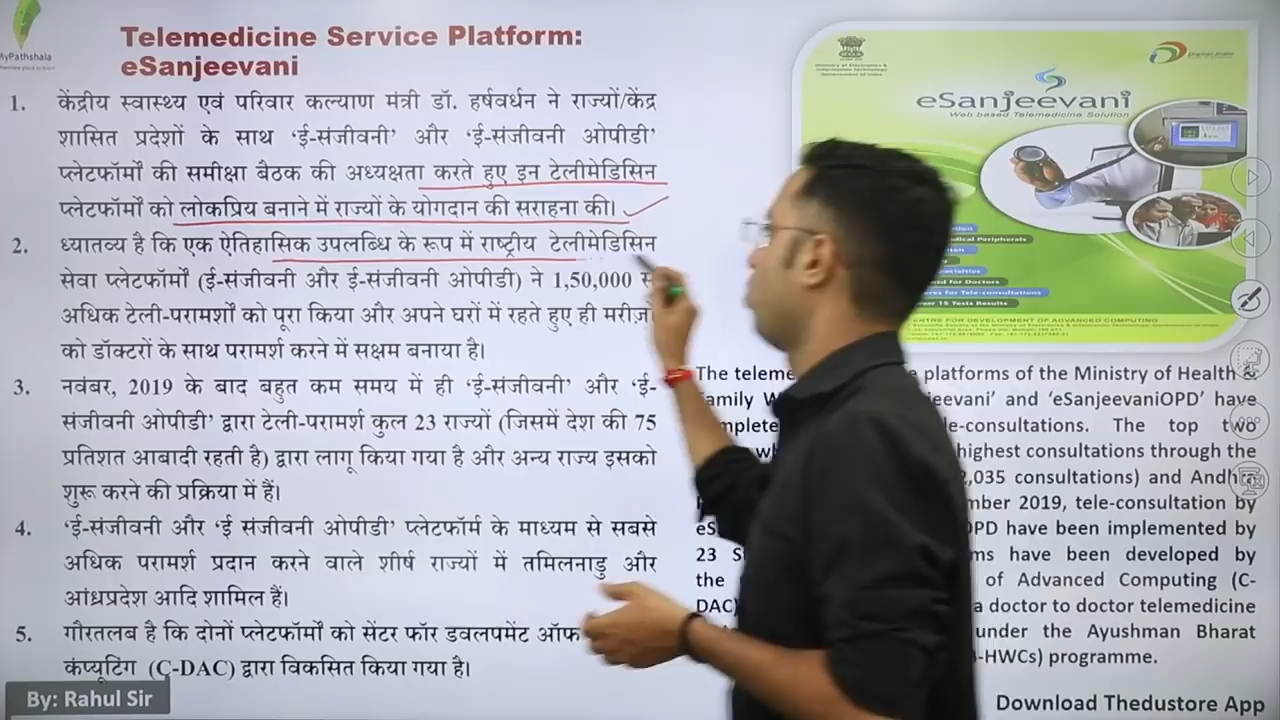 MyPathshala
Telemedicine Service Platform:
eSanjeevani
1. केंद्रीय स्वास्थ्य एवं परिवार कल्याण मंत्री डॉ. हर्षवर्धन ने राज्यों/केंद्र
शासित प्रदेशों के साथ ‘ई-संजीवनी’ और ‘ई-संजीवनी ओपीडी’
प्लेटफॉर्मों की समीक्षा बैठक की अध्यक्षता करते हुए इन टेलीमेडिसिन
प्लेटफॉर्मों को लोकप्रिय बनाने में राज्यों के योगदान की सराहना की।
2. ध्यातव्य है कि एक ऐतिहासिक उपलब्धि के रूप में राष्ट्रीय टेलीमेडिसिन
सेवा प्लेटफॉर्मों (ई-संजीवनी और ई-संजीवनी ओपीडी) ने 1,50,000 से
अधिक टेली-परामर्शों को पूरा किया और अपने घरों में रहते हुए ही मरीज़ों
को डॉक्टरों के साथ परामर्श करने में सक्षम बनाया है।
3. नवंबर, 2019 के बाद बहुत कम समय में ही ‘ई-संजीवनी’ और ‘ई-
संजीवनी ओपीडी’ द्वारा टेली-परामर्श कुल 23 राज्यों (जिसमें देश की 75
प्रतिशत आबादी रहती है) द्वारा लागू किया गया है और अन्य राज्य इसको
शुरू करने की प्रक्रिया में हैं।
4. ‘ई-संजीवनी और ‘ई संजीवनी ओपीडी’ प्लेटफॉर्म के माध्यम से सबसे
अधिक परामर्श प्रदान करने वाले शीर्ष राज्यों में तमिलनाडु और
आंध्रप्रदेश आदि शामिल हैं।
5. गौरतलब है कि दोनों प्लेटफॉर्मों को सेंटर फॉर डवलपमेंट ऑफ
कंप्यूटिंग (C-DAC) द्वारा विकसित किया गया है।
By: Rahul Sir
Digital India
eSanjeevani
Web based Telemedicine Solution
The teleme platforms of the Ministry of Health &
Family W jeevani’ and ‘eSanjeevaniOPD’ have
mplete le-consultations. The top two
highest consultations through the
,035 consultations) and Andhra
mber 2019, tele-consultation by
eS OPD have been implemented by
23 S ms have been developed by
the of Advanced Computing (C-
DAC) a doctor to doctor telemedicine
under the Ayushman Bharat
-HWCs) programme.
Download Thedustore App